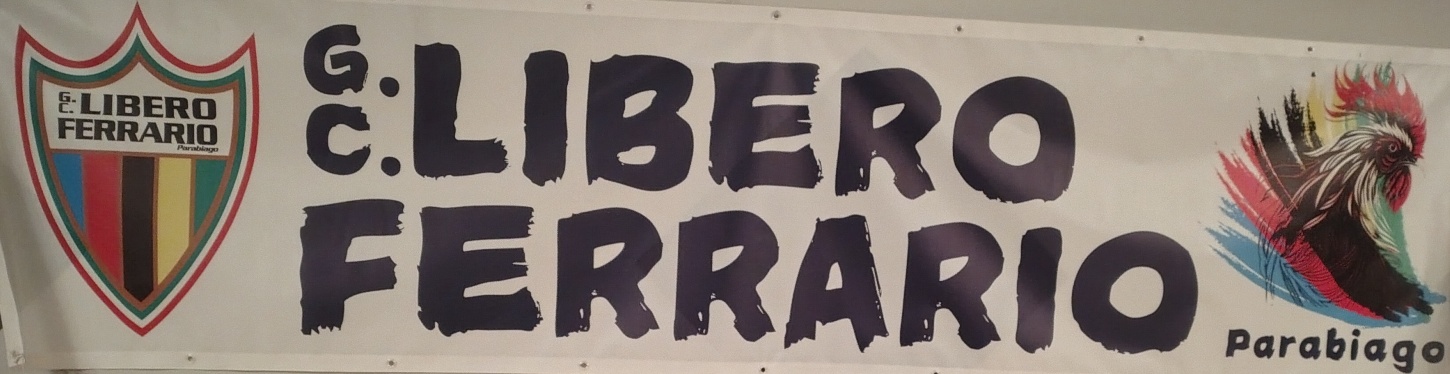 G.
C. LIBERO
FERRARIO
Parabiago
G.
C. LIBERO
FERRARIO
Parabiago